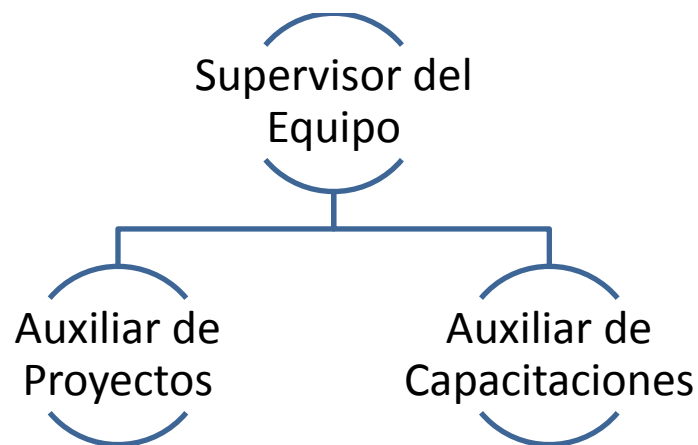 Supervisor del
Equipo
Auxiliar de
Proyectos
Auxiliar de
Capacitaciones